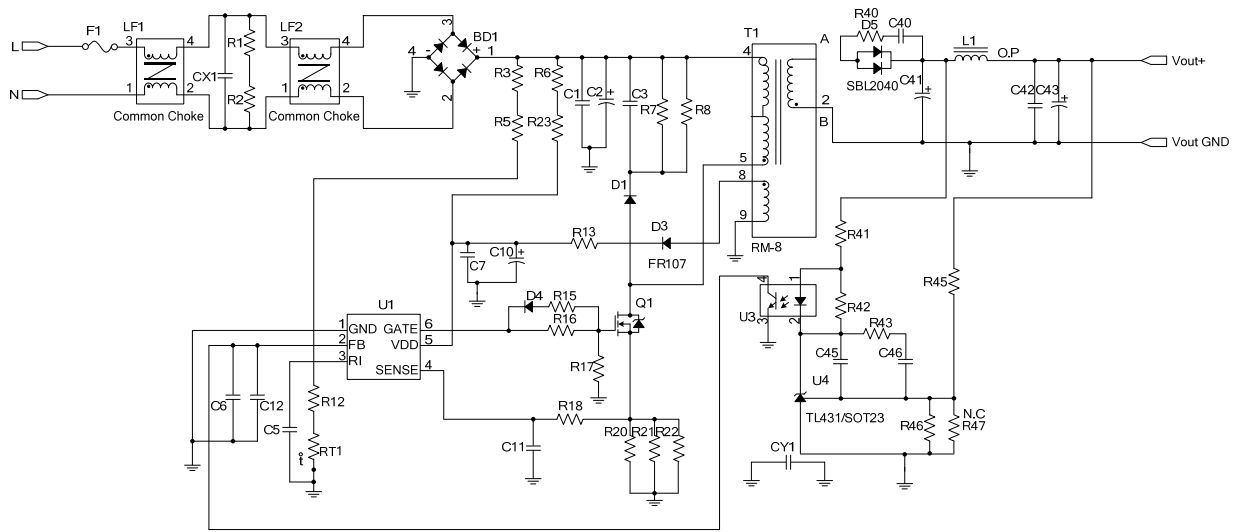 L
F1
LF1
3
4
1
2
Common Choke
N
CX1
R1
R2
LF2
3
4
1
2
Common Choke
3
4
-
+
1
2
BD1
R3
R5
R6
R23
C1
C2
+
C3
R7
R8
D1
T1
4
5
8
9
A
2
B
RM-8
R40
D5
C40
SBL2040
C41
+
L1
O.P
C42
C43
+
Vout+
Vout GND
R13
D3
FR107
C7
C10
+
U1
1
GND
2
FB
3
RI
GATE
6
VDD
5
SENSE
4
D4
R15
R16
R17
Q1
R18
C11
R20
R21
R22
C6
C12
C5
R12
RT1
t
U3
4
3
1
2
R41
R42
R43
C45
C46
R45
U4
TL431/SOT23
R46
N.C
R47
CY1